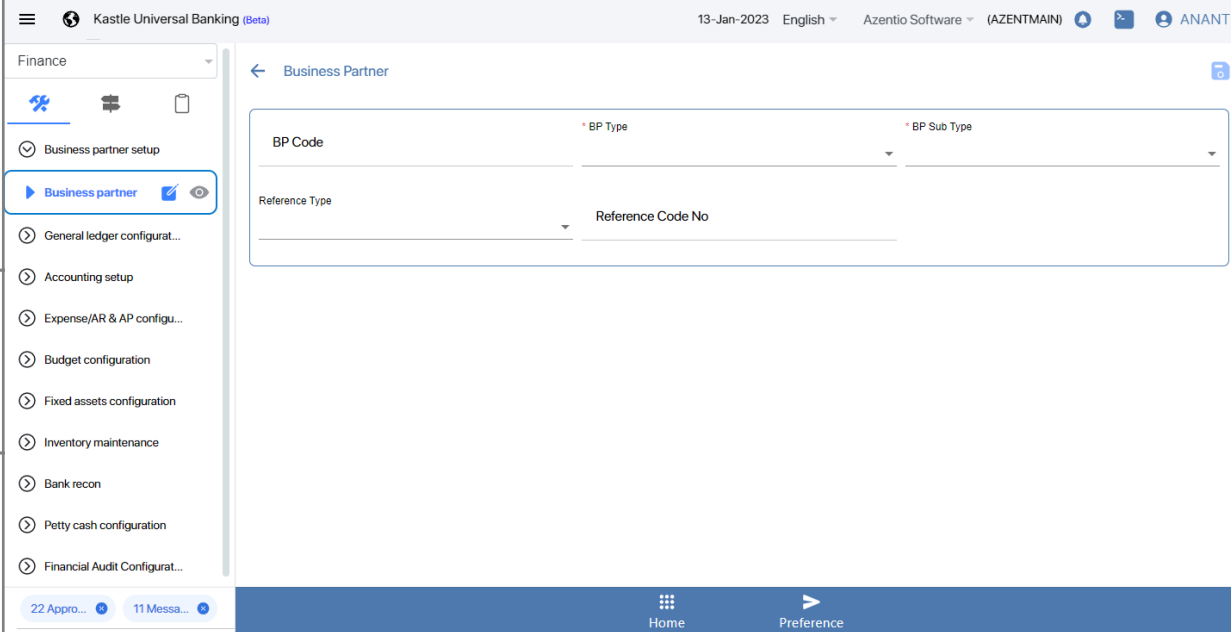 Kastle Universal Banking (Beta)
13-Jan-2023 English Azentio Software (AZENTMAIN) ANANT
Finance
Business partner setup
Business partner
General ledger configurat...
Accounting setup
Expense/AR & AP configu...
Budget configuration
Fixed assets configuration
Inventory maintenance
Bank recon
Petty cash configuration
Financial Audit Configurat...
22 Appro... 11 Messa...
Business Partner
BP Code
* BP Type
* BP Sub Type
Reference Type
Reference Code No
Home
Preference